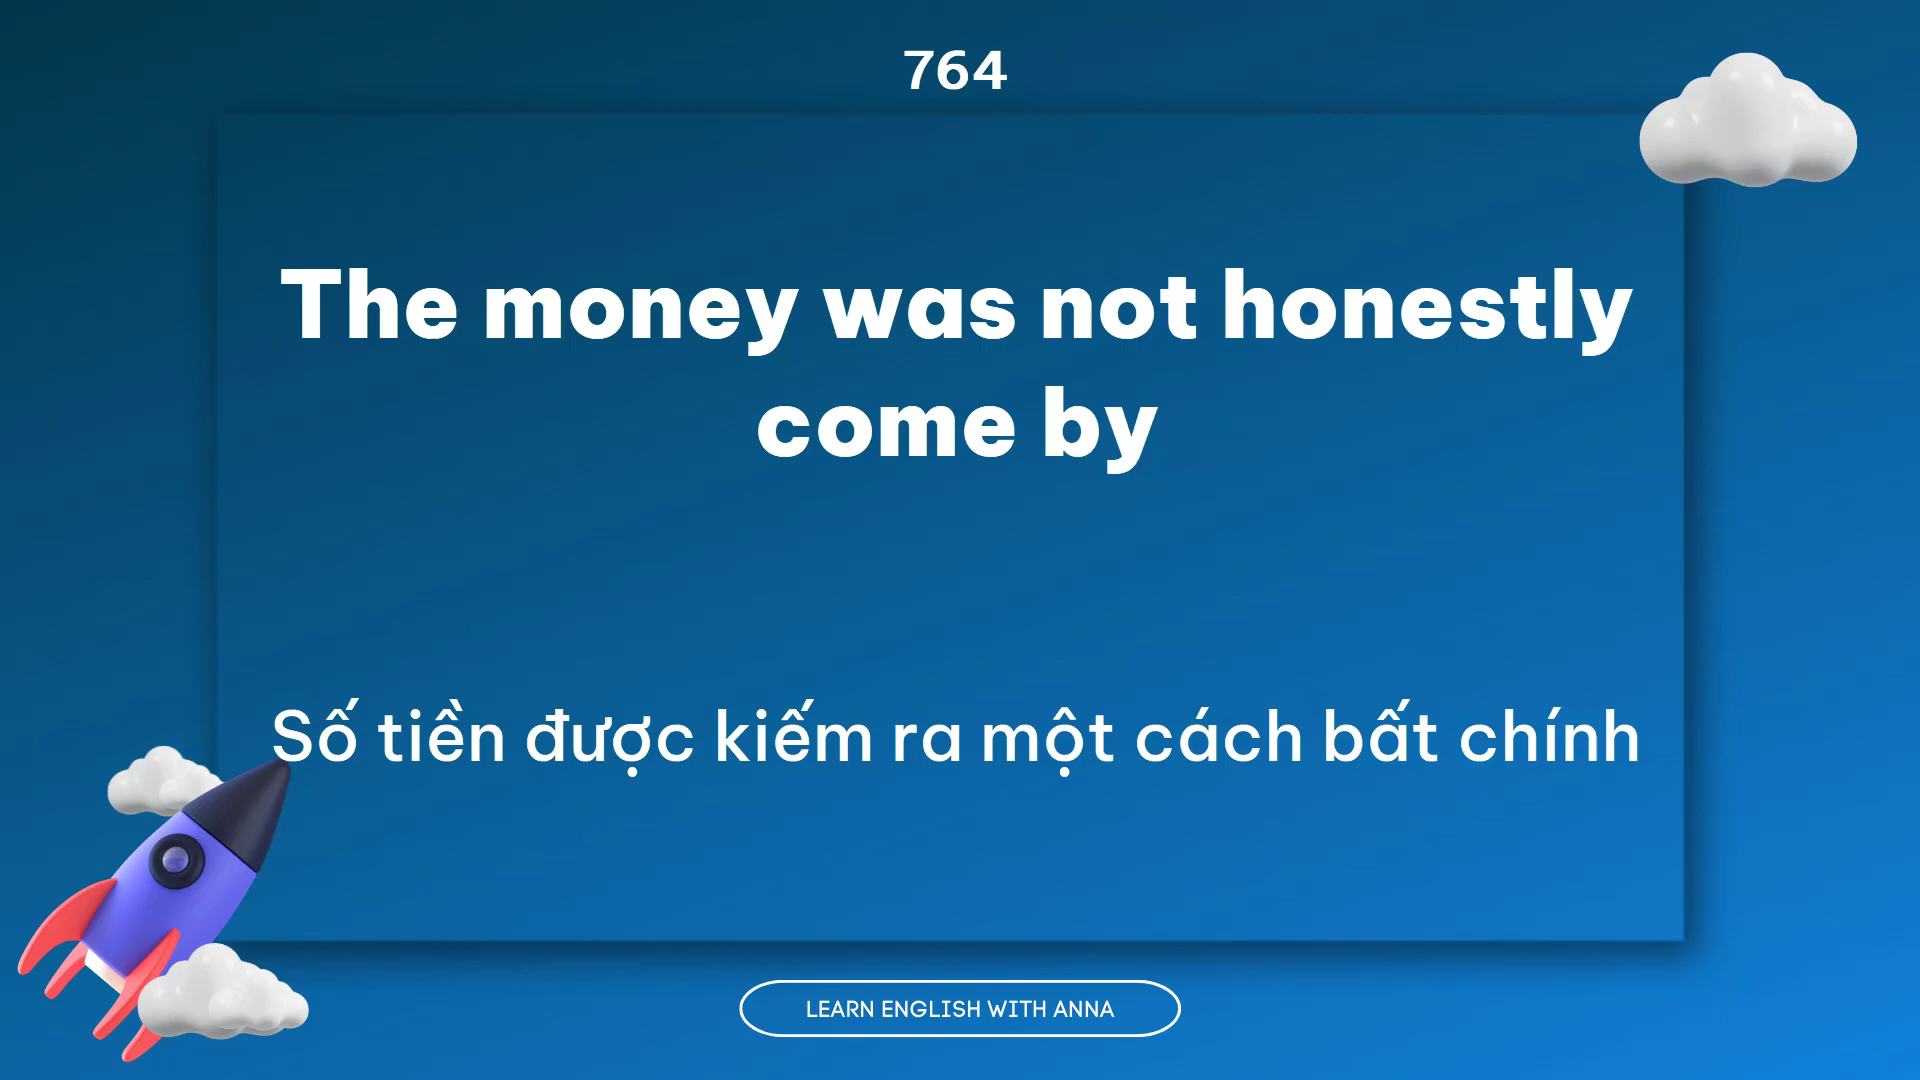 764
The money was not honestly
come by
Số tiền được kiếm ra một cách bất chính
LEARN ENGLISH WITH ANNA